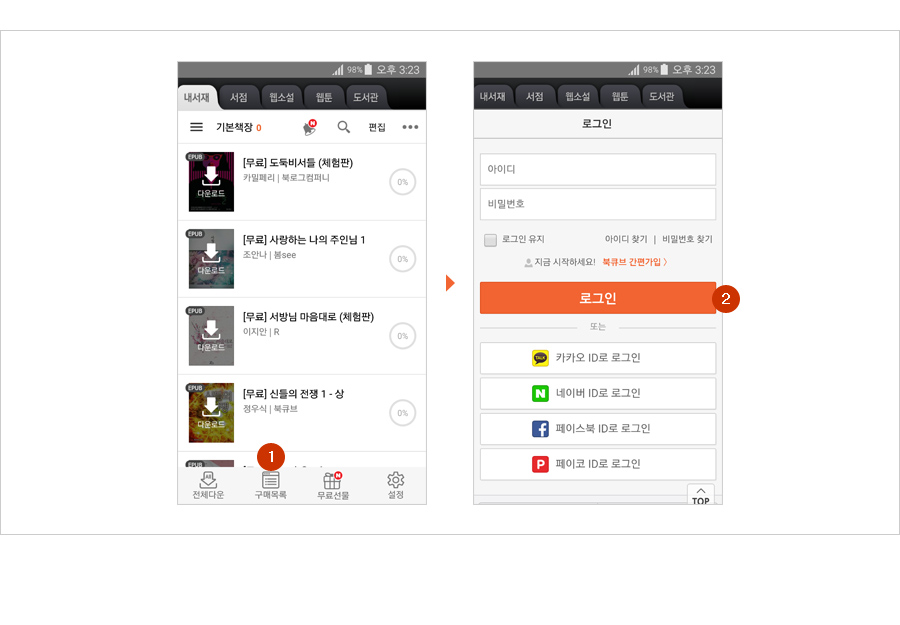 98% 오후 3:23
내서재 서점 웹소설 웹툰 도서관
기본책장 0 N 편집
EPUB
[무료] 도둑비서들 (체험판)
카밀페리 | 북로그컴퍼니
다운로드
0%
EPUB
[무료] 사랑하는 나의 주인님 1
조안나 | 봄see
다운로드
0%
EPUB
[무료] 서방님 마음대로 (체험판)
이지안 | R
다운로드
0%
EPUB
[무료] 신들의 전쟁 1 - 상
정우식 | 북큐브
다운로드
0%
EPUB
1
ALL N
전체다운 구매목록 무료선물 설정
98% 오후 3:23
내서재 서점 웹소설 웹툰 도서관
로그인
아이디
비밀번호
로그인 유지 아이디 찾기 | 비밀번호 찾기
지금 시작하세요! 북큐브 간편가입 〉
로그인
2
또는
TALK 카카오 ID로 로그인
N 네이버 ID로 로그인
f 페이스북 ID로 로그인
P 페이코 ID로 로그인
TOP